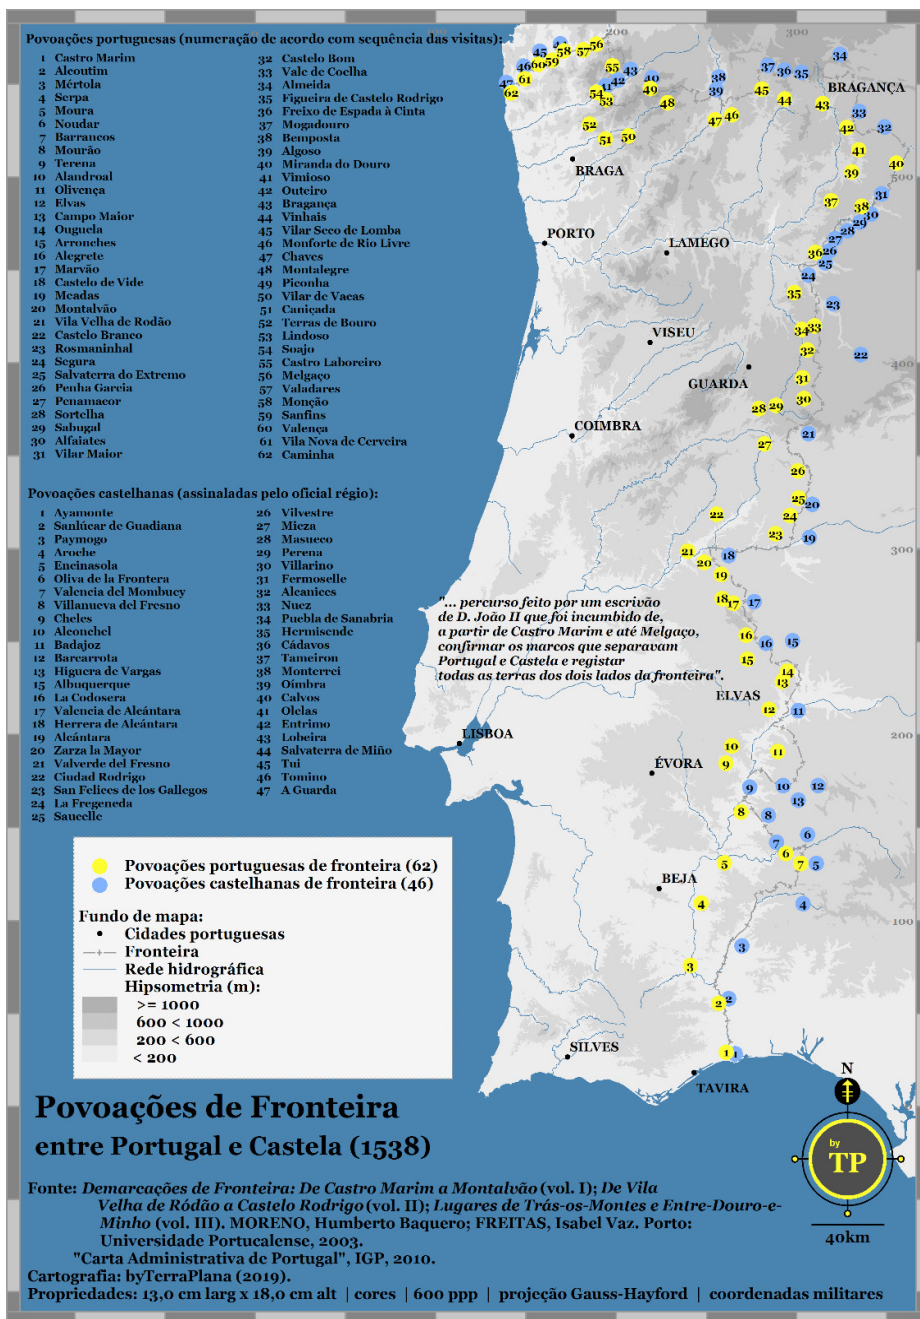 Povoações portuguesas (numeração de acordo com sequência das visitas):
1 Castro Marim
2 Alcoutim
3 Mértola
4 Serpa
5 Moura
6 Noudar
7 Barrancos
8 Mourão
9 Terena
10 Alandroal
11 Olivença
12 Elvas
13 Campo Maior
14 Ouguela
15 Arronches
16 Alegrete
17 Marvão
18 Castelo de Vide
19 Meadas
20 Montalvão
21 Vila Velha de Rodão
22 Castelo Branco
23 Rosmaninhal
24 Segura
25 Salvaterra do Extremo
26 Penha Garcia
27 Penamacor
28 Sortelha
29 Sabugal
30 Alfaiates
31 Vilar Maior
32 Castelo Bom
33 Vale de Coelha
34 Almeida
35 Figueira de Castelo Rodrigo
36 Freixo de Espada à Cinta
37 Mogadouro
38 Bemposta
39 Algoso
40 Miranda do Douro
41 Vimioso
42 Outeiro
43 Bragança
44 Vinhais
45 Vilar Seco de Lomba
46 Monforte de Rio Livre
47 Chaves
48 Montalegre
49 Piconha
50 Vilar de Vacas
51 Caniçada
52 Terras de Bouro
53 Lindoso
54 Soajo
55 Castro Laboreiro
56 Melgaço
57 Valadares
58 Monção
59 Sanfins
60 Valença
61 Vila Nova de Cerveira
62 Caminha
Povoações castelhanas (assinaladas pelo oficial régio):
1 Ayamonte
2 Sanlúcar de Guadiana
3 Paymogo
4 Aroche
5 Encinasola
6 Oliva de la Frontera
7 Valencia del Mombucy
8 Villanueva del Fresno
9 Cheles
10 Alconchel
11 Badajoz
12 Barcarrota
13 Higuera de Vargas
15 Albuquerque
16 La Codosera
17 Valencia de Alcántara
18 Herrera de Alcántara
19 Alcántara
20 Zarza la Mayor
21 Valverde del Fresno
22 Ciudad Rodrigo
23 San Felices de los Gallegos
24 La Fregeneda
25 Saucelle
26 Vilvestre
27 Mieza
28 Masueco
29 Perena
30 Villarino
31 Fermoselle
32 Alcanices
33 Nuez
34 Puebla de Sanabria
35 Hermisende
36 Cádavos
37 Tameiron
38 Monterrei
39 Oímbra
40 Calvos
41 Olelas
42 Entrimo
43 Lobeira
44 Salvaterra de Miño
45 Tui
46 Tomino
47 A Guarda
200
300
500
400
300
200
100
BRAGANÇA
BRAGA
PORTO
LAMEGO
VISEU
GUARDA
COIMBRA
"... percurso feito por um escrivão
de D. João II que foi incumbido de,
a partir de Castro Marim e até Melgaço,
confirmar os marcos que separavam
Portugal e Castela e registar
todas as terras dos dois lados da fronteira".
ELVAS
LISBOA
ÉVORA
BEJA
SILVES
TAVIRA
Povoações portuguesas de fronteira (62)
Povoações castelhanas de fronteira (46)
Fundo de mapa:
Cidades portuguesas
Fronteira
Rede hidrográfica
Hipsometria (m):
>= 1000
600 < 1000
200 < 600
< 200
N
by
TP
40km
Povoações de Fronteira
entre Portugal e Castela (1538)
Fonte: Demarcações de Fronteira: De Castro Marim a Montalvão (vol. I); De Vila
Velha de Ródão a Castelo Rodrigo (vol. II); Lugares de Trás-os-Montes e Entre-Douro-e-
Minho (vol. III). MORENO, Humberto Baquero; FREITAS, Isabel Vaz. Porto:
Universidade Portucalense, 2003.
"Carta Administrativa de Portugal", IGP, 2010.
Cartografia: byTerraPlana (2019).
Propriedades: 13,0 cm larg x 18,0 cm alt | cores | 600 ppp | projeção Gauss-Hayford | coordenadas militares